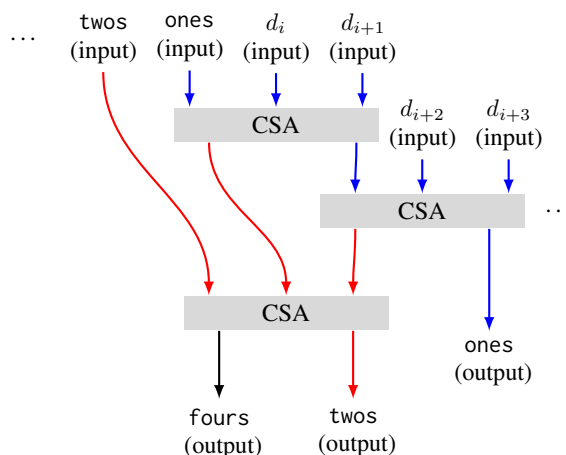 ... twos ones d_i d_{i+1}
(input) (input) (input) (input)
CSA
d_{i+2} d_{i+3}
(input) (input)
CSA ..
CSA
ones
(output)
fours twos
(output) (output)